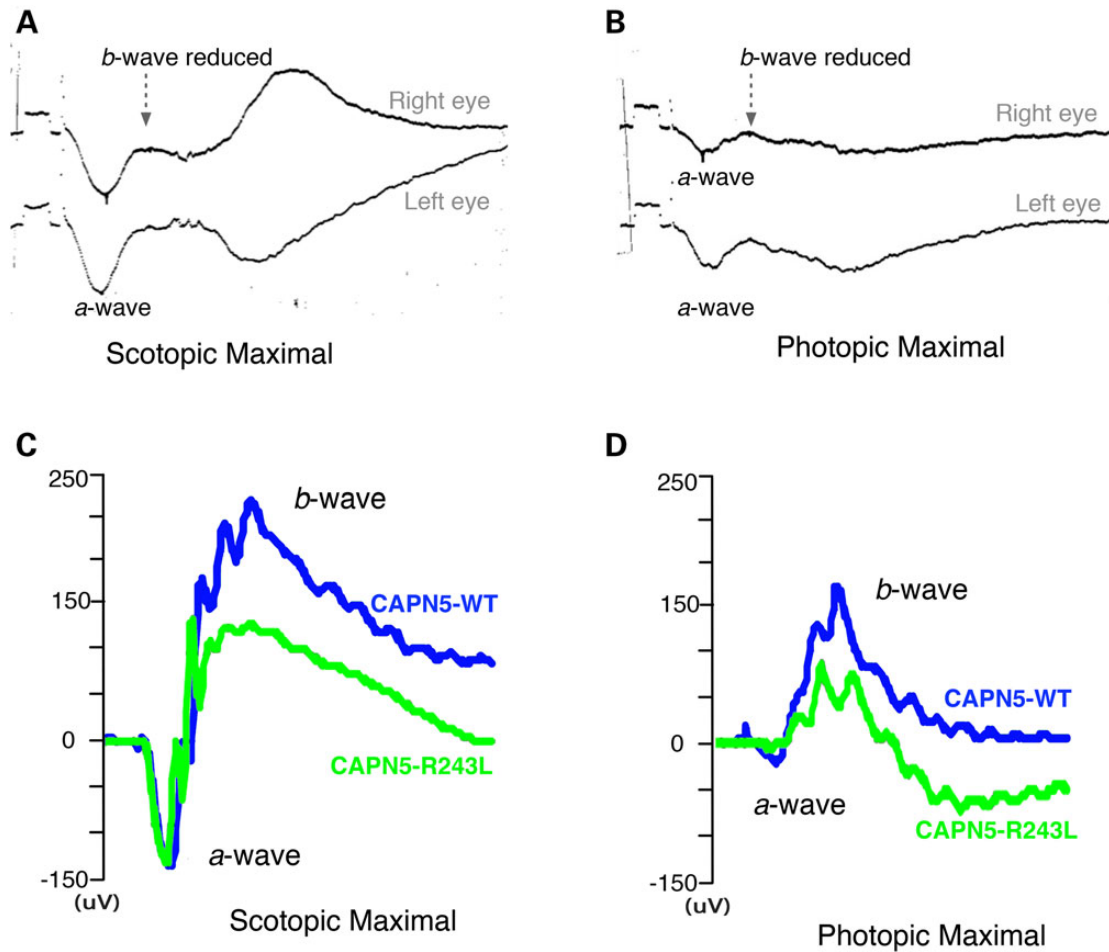 A
b-wave reduced
Right eye
Left eye
a-wave
Scotopic Maximal
B
b-wave reduced
Right eye
a-wave
Left eye
a-wave
Photopic Maximal
C
250
b-wave
150
CAPN5-WT
0
CAPN5-R243L
a-wave
-150
(uV)
Scotopic Maximal
D
250
b-wave
150
CAPN5-WT
0
a-wave
CAPN5-R243L
-150
(uV)
Photopic Maximal